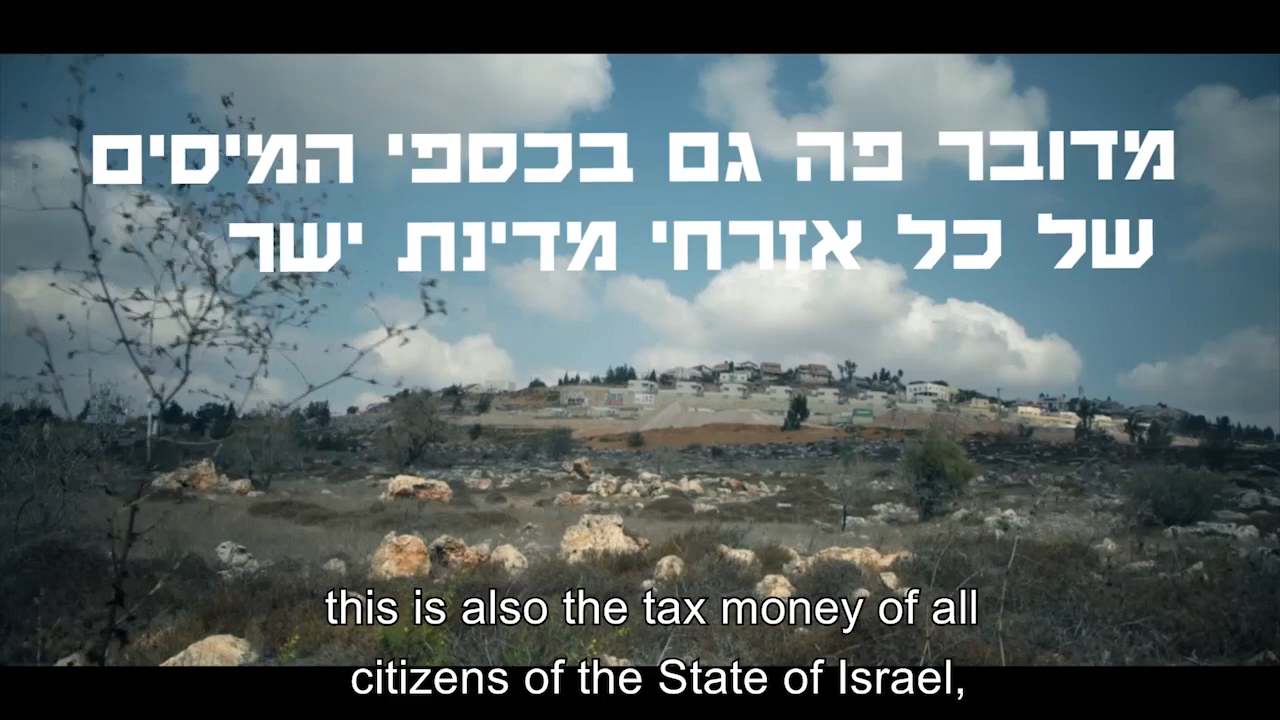 מדובר פה גם בכספי המיסים
של כל אזרחי מדינת ישר
this is also the tax money of all
citizens of the State of Israel,